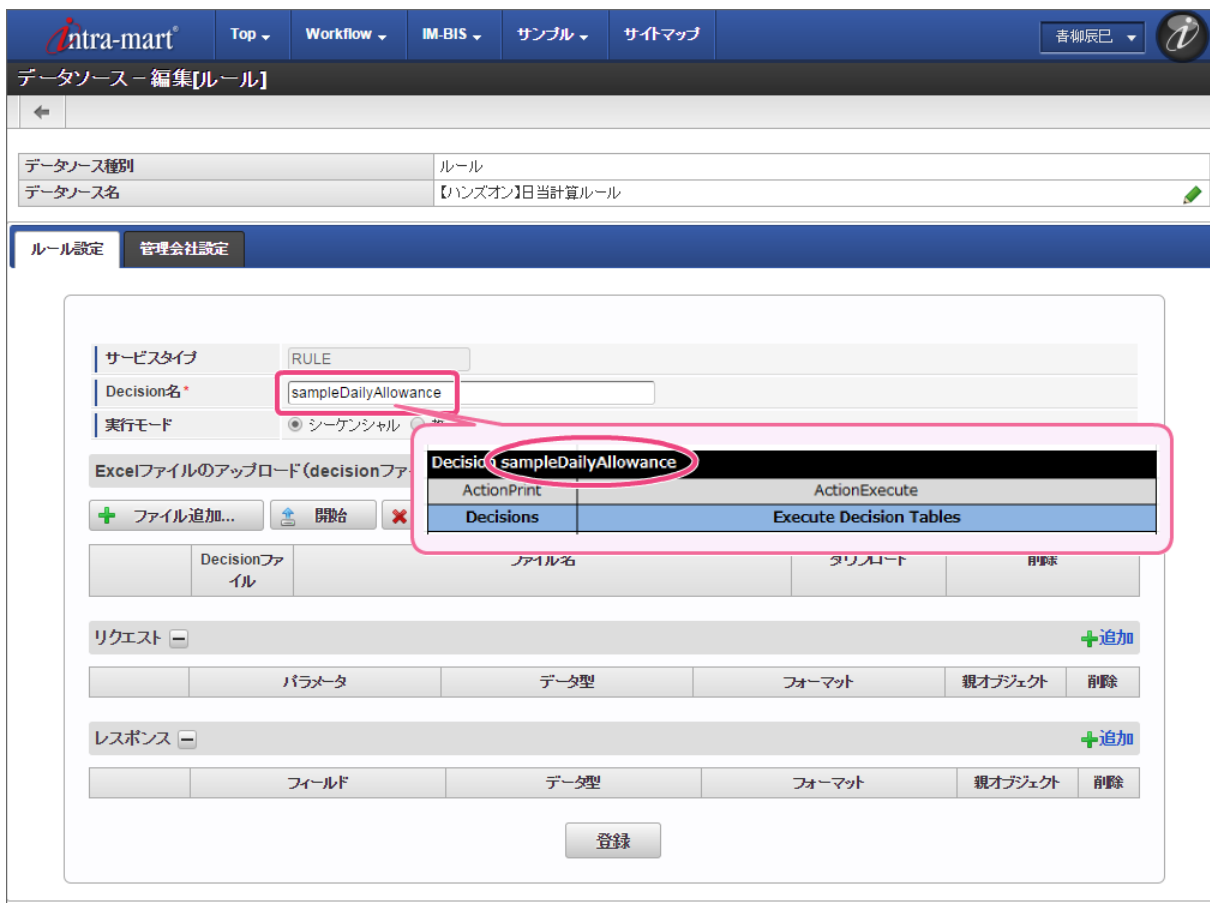 intra-mart® Top Workflow IM-BIS サンプル サイトマップ 青柳辰巳
データソース - 編集[ルール]
データソース種別 ルール
データソース名 【ハンズオン】日当計算ルール
ルール設定 管理会社設定
サービスタイプ RULE
Decision名* sampleDailyAllowance
実行モード シーケンシャル
Excelファイルのアップロード(decisionファ
Decision sampleDailyAllowance
ActionPrint ActionExecute
Decisions Execute Decision Tables
ファイル追加... 開始
Decisionファイル ファイル名 ダウンロード 削除
リクエスト 追加
パラメータ データ型 フォーマット 親オブジェクト 削除
レスポンス 追加
フィールド データ型 フォーマット 親オブジェクト 削除
登録